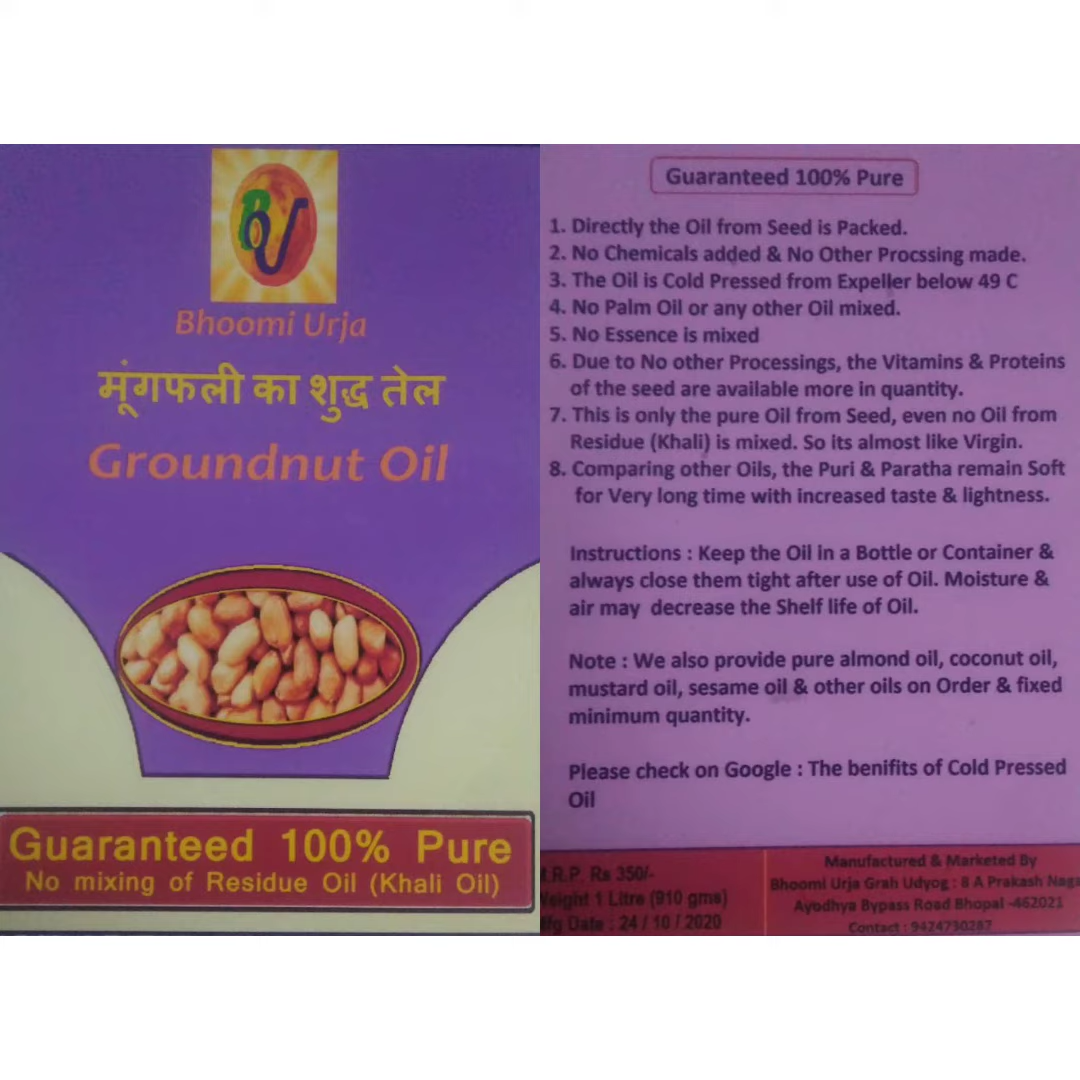 BU
Bhoomi Urja
मूंगफली का शुद्ध तेल
Groundnut Oil
Guaranteed 100% Pure
No mixing of Residue Oil (Khali Oil)
Guaranteed 100% Pure
1. Directly the Oil from Seed is Packed.
2. No Chemicals added & No Other Procssing made.
3. The Oil is Cold Pressed from Expeller below 49 C
4. No Palm Oil or any other Oil mixed.
5. No Essence is mixed
6. Due to No other Processings, the Vitamins & Proteins
of the seed are available more in quantity.
7. This is only the pure Oil from Seed, even no Oil from
Residue (Khali) is mixed. So its almost like Virgin.
8. Comparing other Oils, the Puri & Paratha remain Soft
for Very long time with increased taste & lightness.
Instructions : Keep the Oil in a Bottle or Container &
always close them tight after use of Oil. Moisture &
air may decrease the Shelf life of Oil.
Note : We also provide pure almond oil, coconut oil,
mustard oil, sesame oil & other oils on Order & fixed
minimum quantity.
Please check on Google : The benifits of Cold Pressed
Oil
.R.P. Rs 350/-
eight 1 Litre (910 gms)
fg Date : 24 / 10 / 2020
Manufactured & Marketed By
Bhoomi Urja Grah Udyog : 8 A Prakash Naga
Ayodhya Bypass Road Bhopal -462021
Contact : 9424730287